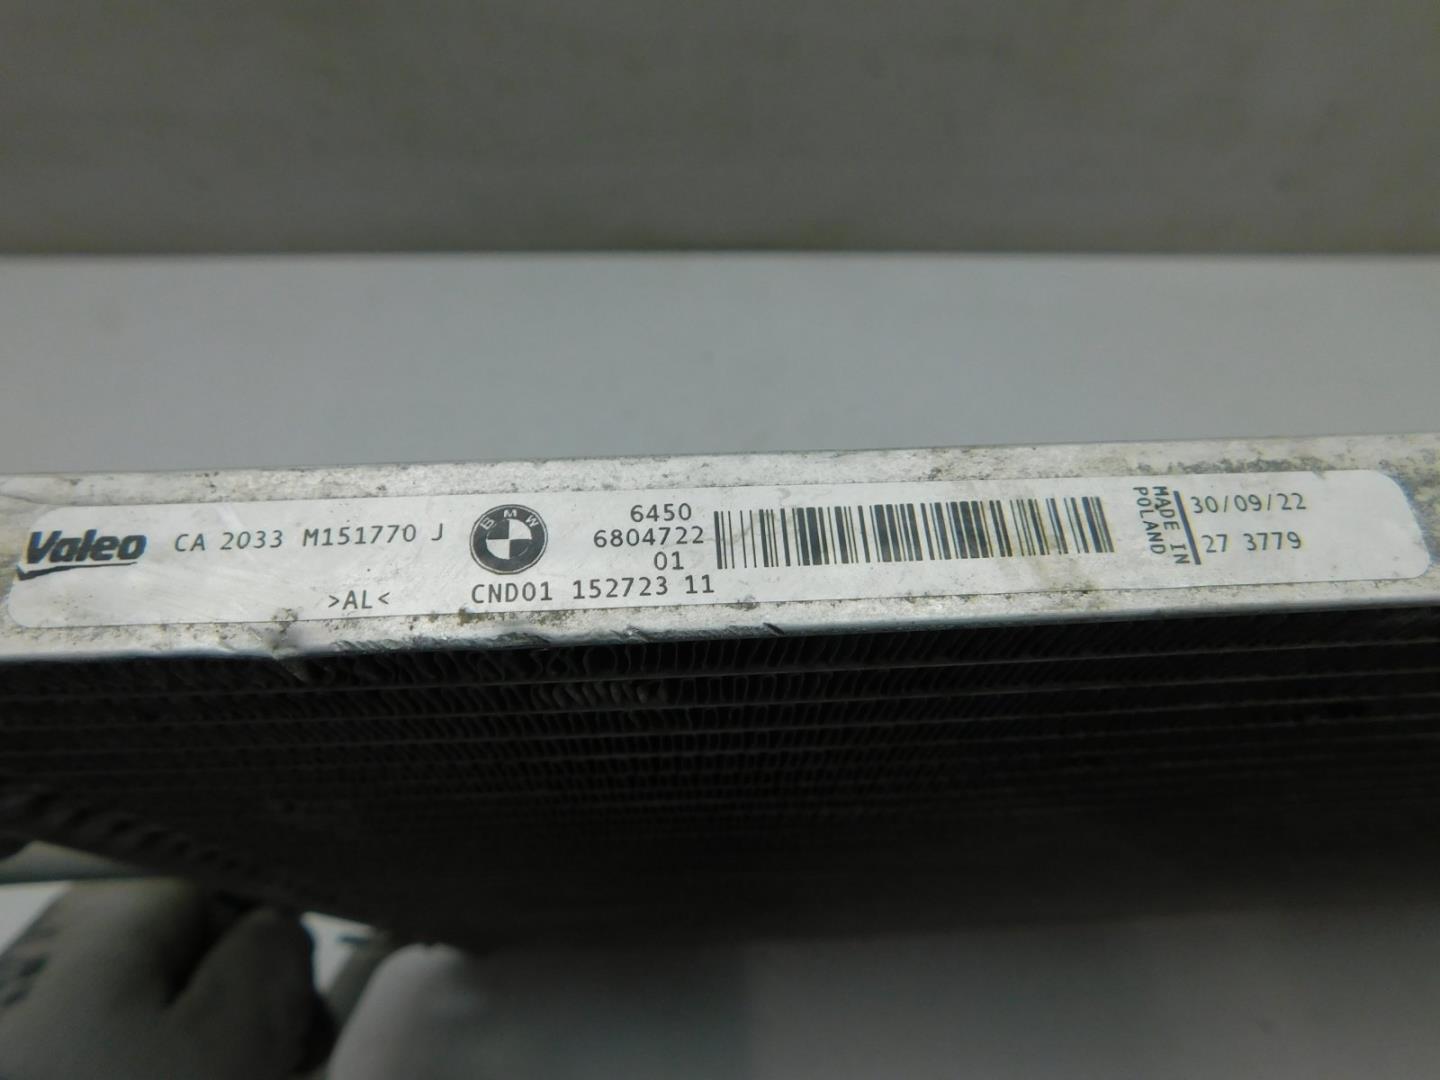 Valeo CA 2033 M151770 J
>AL<
BMW
6450
6804722
01
CND01 152723 11
MADE IN
POLAND
30/09/22
27 3779